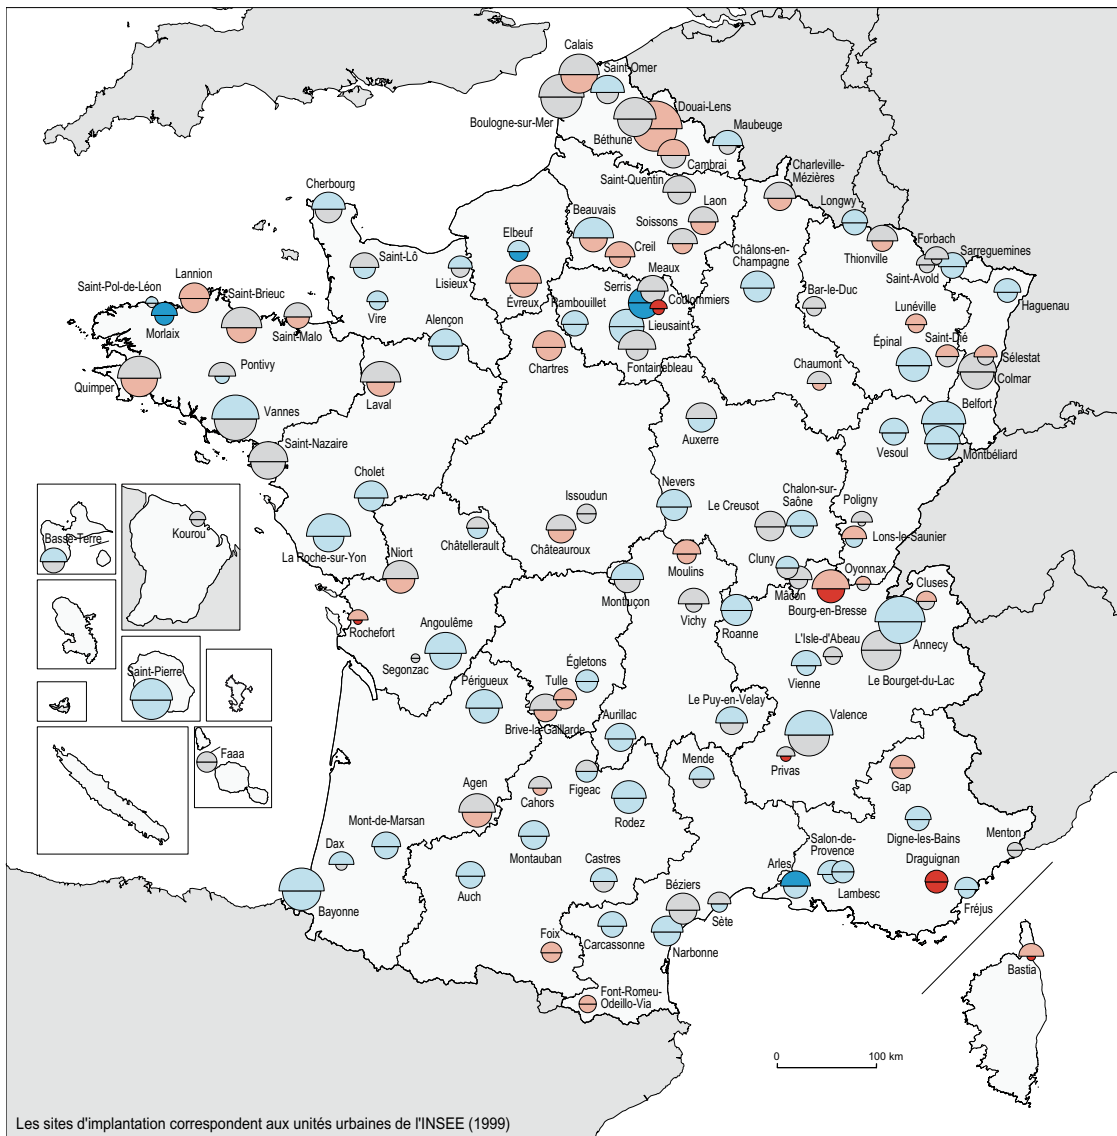 Calais
Saint-Omer
Boulogne-sur-Mer
Béthune
Douai-Lens
Maubeuge
Cambrai
Charleville-
Mézières
Saint-Quentin
Laon
Longwy
Cherbourg
Beauvais
Soissons
Elbeuf
Creil
Châlons-en-
Champagne
Thionville
Forbach
Sarreguemines
Saint-Avold
Saint-Lô
Lisieux
Meaux
Serris
Coulommiers
Bar-le-Duc
Haguenau
Lannion
Saint-Pol-de-Léon
Saint-Brieuc
Évreux
Rambouillet
Lunéville
Morlaix
Saint-Malo
Vire
Alençon
Lieusaint
Saint-Dié
Sélestat
Épinal
Chartres
Fontainebleau
Chaumont
Colmar
Quimper
Pontivy
Laval
Vannes
Belfort
Auxerre
Vesoul
Montbéliard
Saint-Nazaire
Cholet
Issoudun
Nevers
Le Creusot
Chalon-sur-
Saône
Poligny
Basse-Terre
Kourou
La Roche-sur-Yon
Niort
Châtellerault
Châteauroux
Lons-le-Saunier
Moulins
Cluny
Mâcon
Oyonnax
Cluses
Montluçon
Bourg-en-Bresse
Rochefort
Angoulême
Vichy
Roanne
Annecy
L'Isle-d'Abeau
Segonzac
Vienne
Le Bourget-du-Lac
Saint-Pierre
Périgueux
Égletons
Tulle
Brive-la-Gaillarde
Aurillac
Le Puy-en-Velay
Valence
Faaa
Privas
Mende
Gap
Agen
Cahors
Figeac
Rodez
Mont-de-Marsan
Digne-les-Bains
Dax
Montauban
Menton
Salon-de-
Provence
Draguignan
Castres
Arles
Auch
Lambesc
Fréjus
Bayonne
Béziers
Sète
Carcassonne
Narbonne
Foix
Bastia
Font-Romeu-
Odeillo-Via
0
100 km
Les sites d'implantation correspondent aux unités urbaines de l'INSEE (1999)